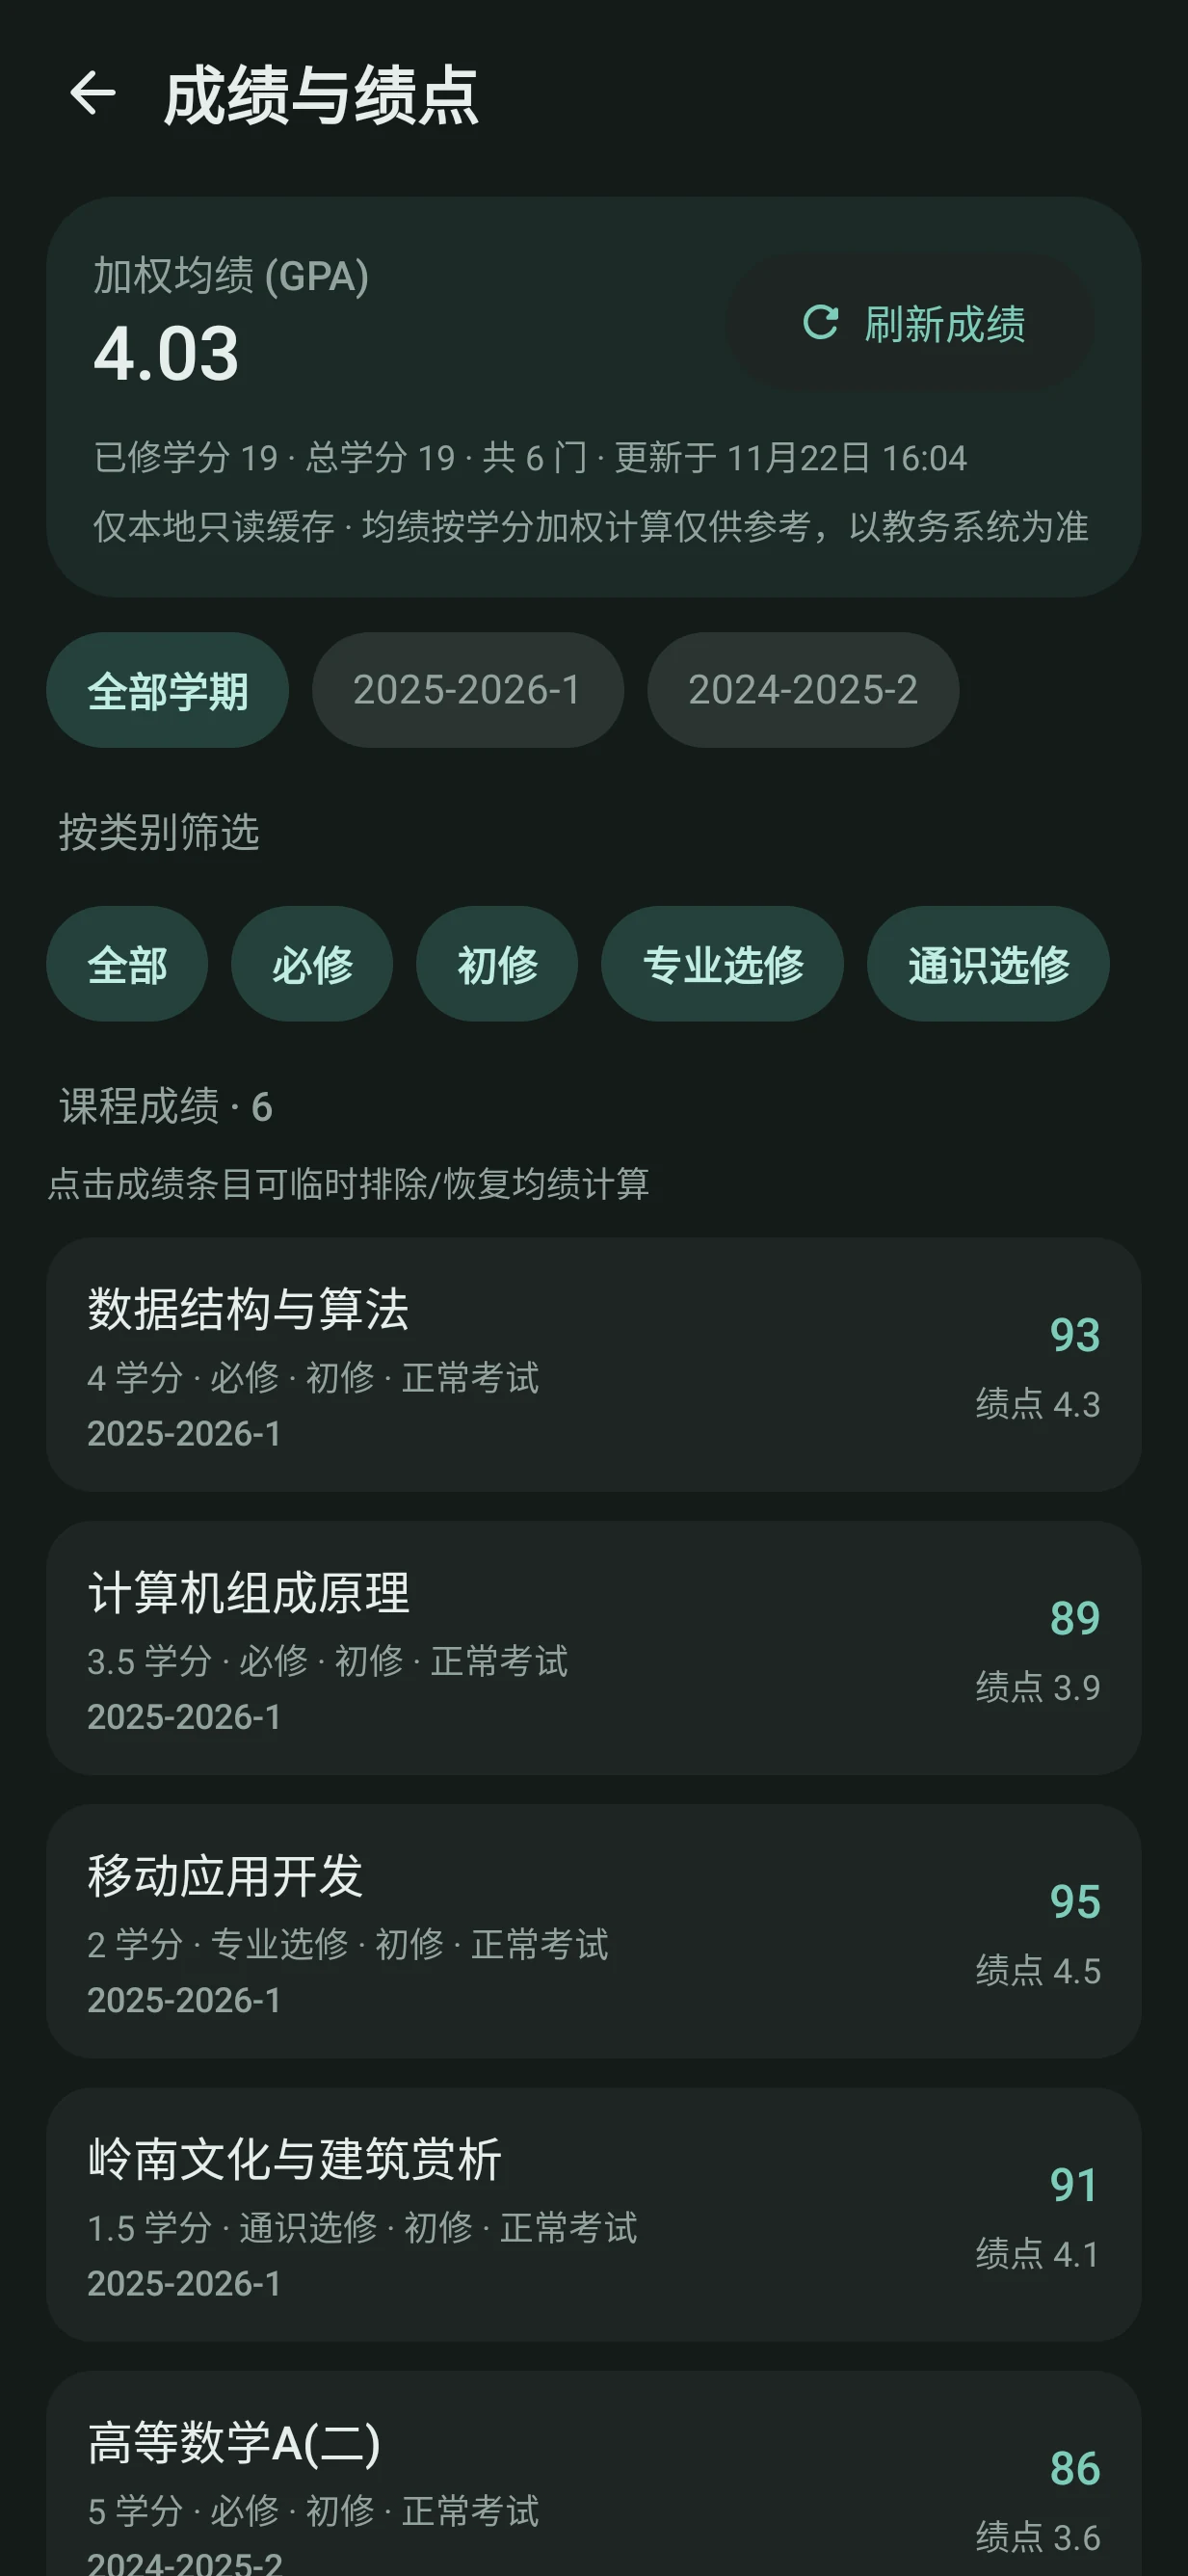 成绩与绩点
加权均绩 (GPA)
4.03
刷新成绩
已修学分 19 · 总学分 19 · 共 6 门 · 更新于 11月22日 16:04
仅本地只读缓存 · 均绩按学分加权计算仅供参考，以教务系统为准
全部学期 2025-2026-1 2024-2025-2
按类别筛选
全部 必修 初修 专业选修 通识选修
课程成绩 · 6
点击成绩条目可临时排除/恢复均绩计算
数据结构与算法
93
4 学分 · 必修 · 初修 · 正常考试
绩点 4.3
2025-2026-1
计算机组成原理
89
3.5 学分 · 必修 · 初修 · 正常考试
绩点 3.9
2025-2026-1
移动应用开发
95
2 学分 · 专业选修 · 初修 · 正常考试
绩点 4.5
2025-2026-1
岭南文化与建筑赏析
91
1.5 学分 · 通识选修 · 初修 · 正常考试
绩点 4.1
2025-2026-1
高等数学A(二)
86
5 学分 · 必修 · 初修 · 正常考试
绩点 3.6
2024-2025-2